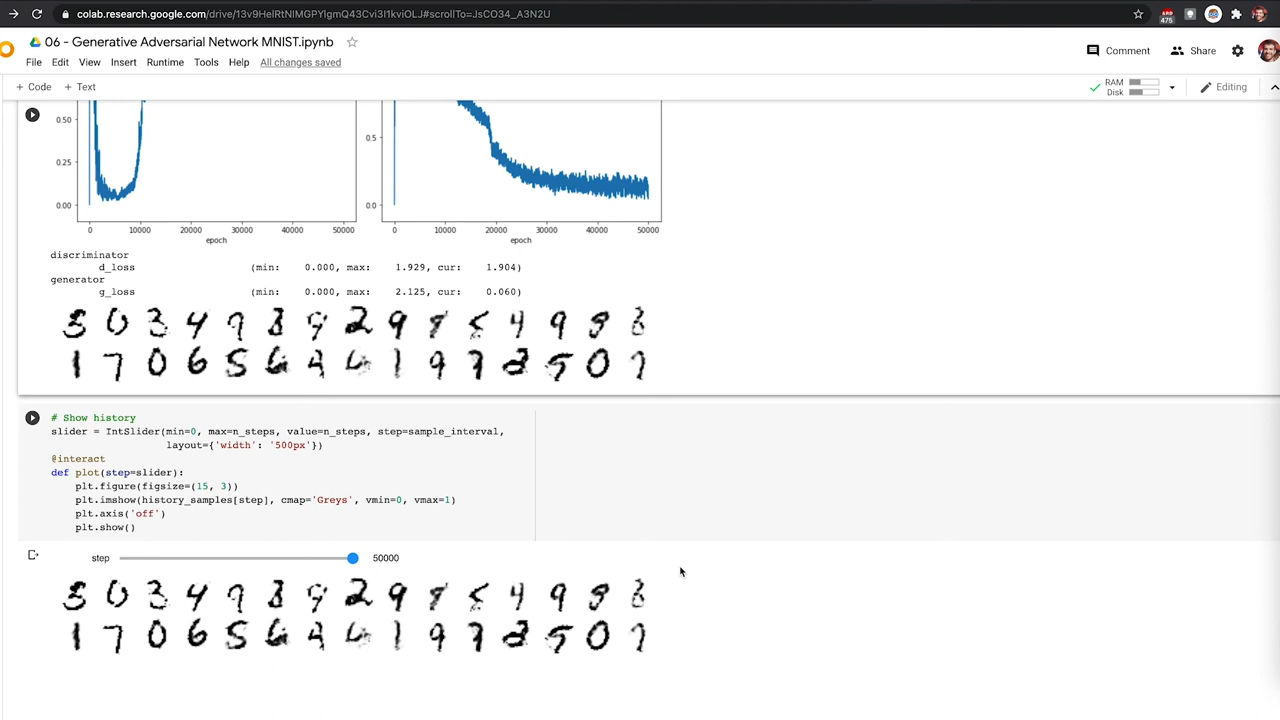 colab.research.google.com/drive/13v9HelRtNIMGPYlgmQ43Cvi3I1kviOLJ#scrollTo=JsCO34_A3N2U
475
06 - Generative Adversarial Network MNIST.ipynb
Comment Share
File Edit View Insert Runtime Tools Help All changes saved
+ Code + Text
RAM
Disk
Editing
0.50
0.25
0.00
0 10000 20000 30000 40000 50000
epoch
0.5
0.0
0 10000 20000 30000 40000 50000
epoch
discriminator
d_loss (min: 0.000, max: 1.929, cur: 1.904)
generator
g_loss (min: 0.000, max: 2.125, cur: 0.060)
# Show history
slider = IntSlider(min=0, max=n_steps, value=n_steps, step=sample_interval,
layout={'width': '500px'})
@interact
def plot(step=slider):
plt.figure(figsize=(15, 3))
plt.imshow(history_samples[step], cmap='Greys', vmin=0, vmax=1)
plt.axis('off')
plt.show()
step 50000